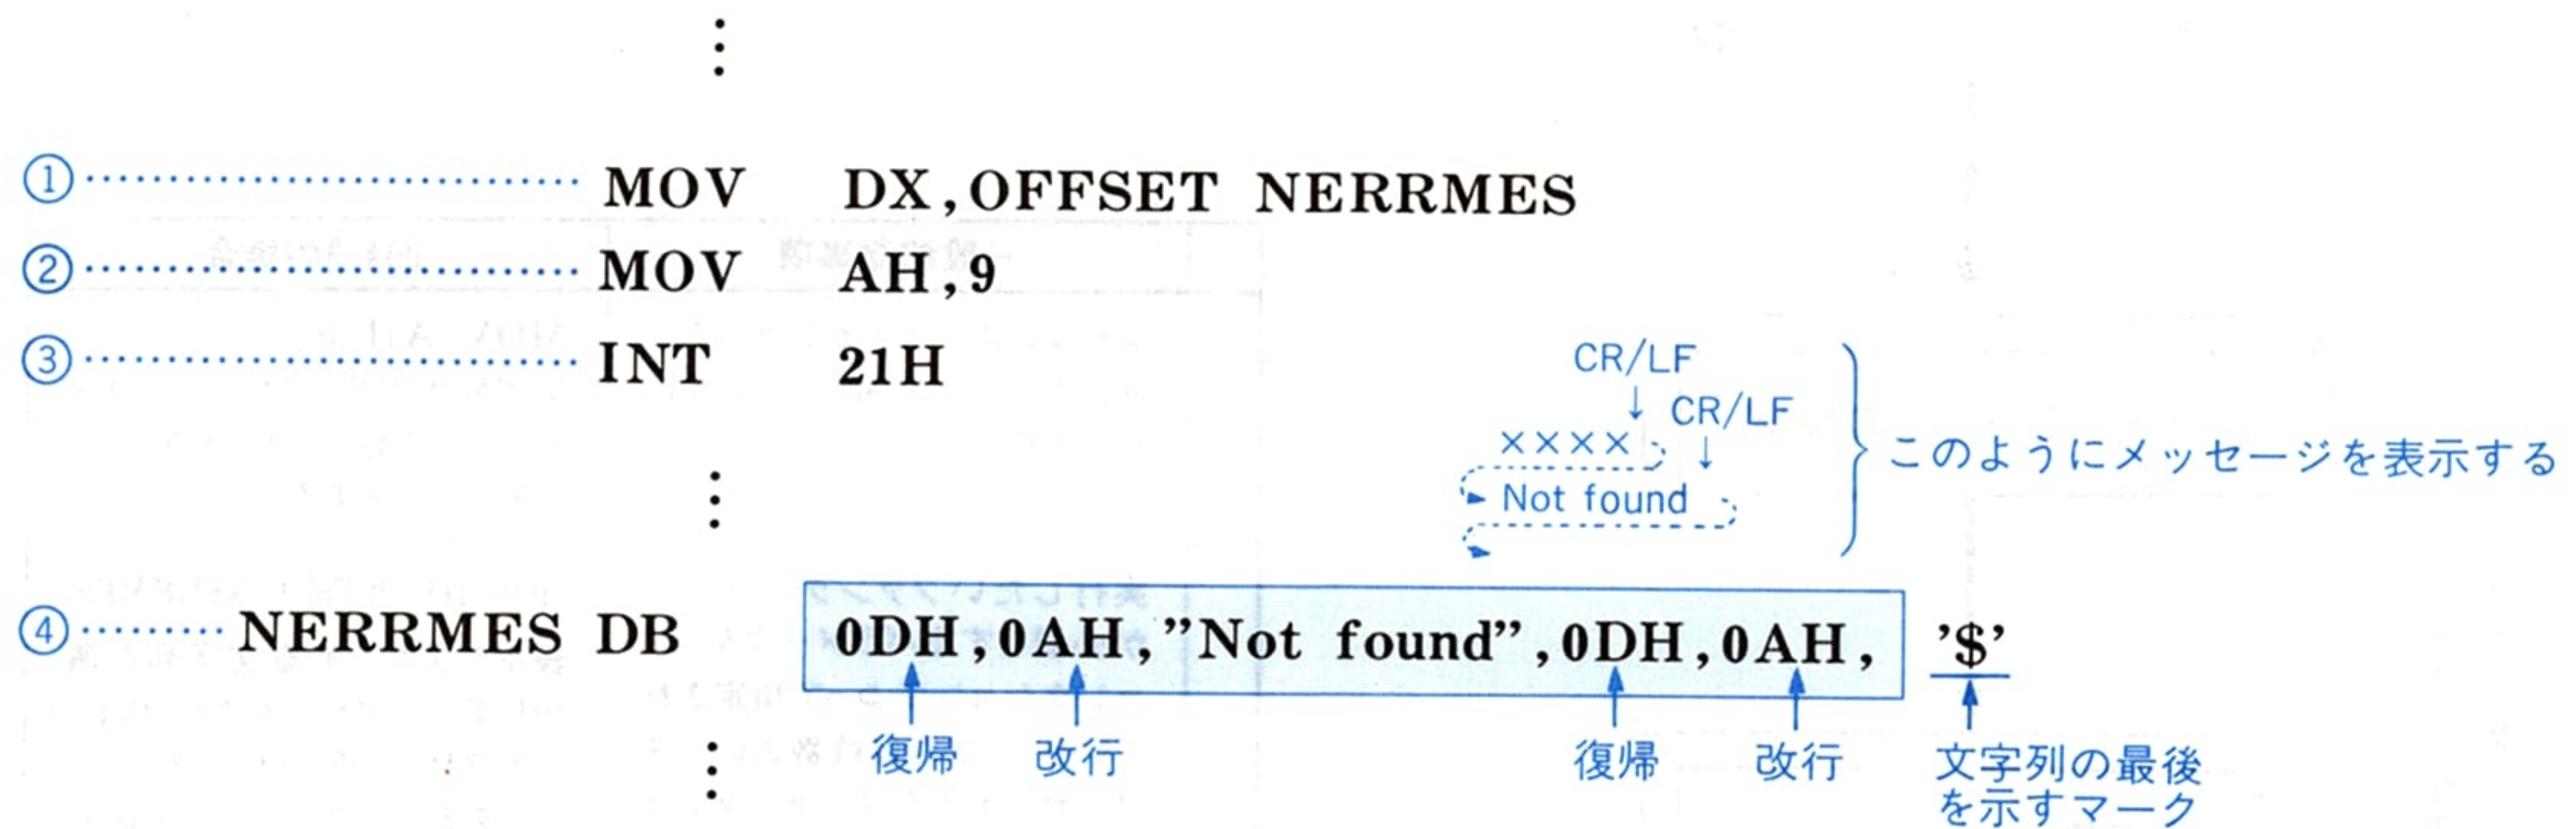 ① MOV DX,OFFSET NERRMES
② MOV AH,9
③ INT 21H
CR/LF
↓ CR/LF
×××× ↓
Not found
このようにメッセージを表示する
④ NERRMES DB 0DH,0AH,”Not found”,0DH,0AH, ’$’
復帰 改行 復帰 改行 文字列の最後
を示すマーク